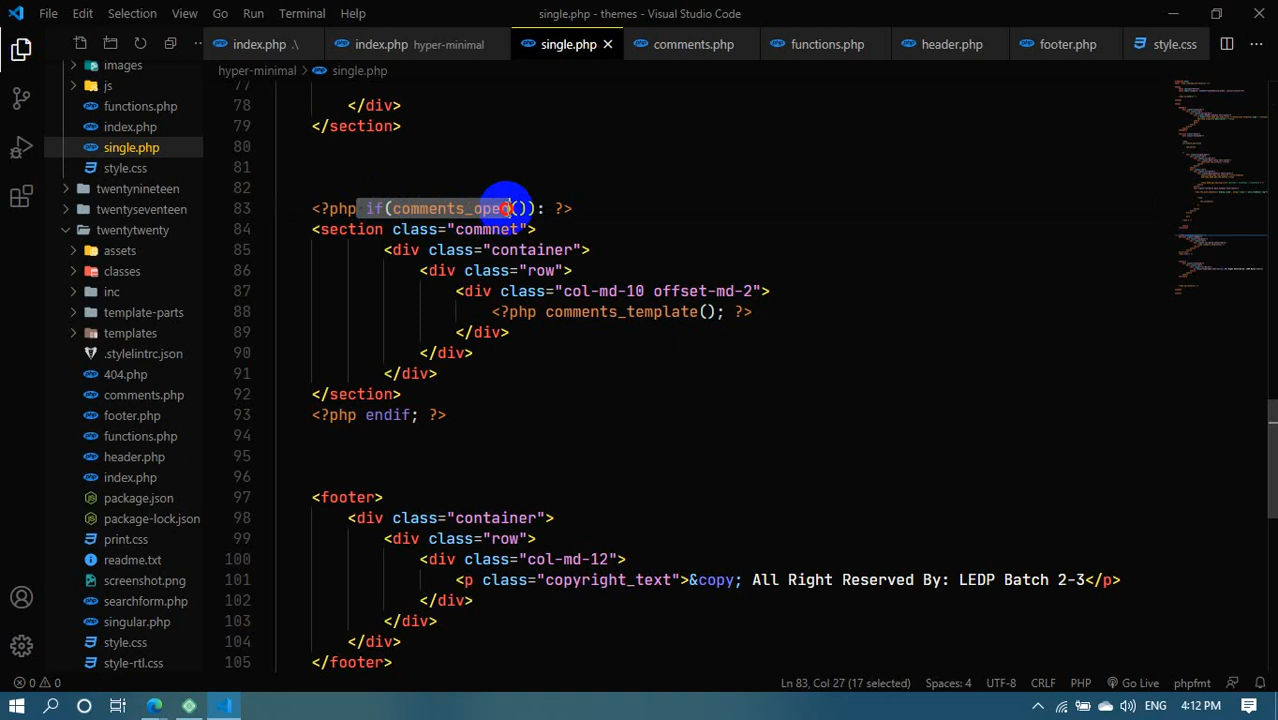 File Edit Selection View Go Run Terminal Help single.php - themes - Visual Studio Code
index.php .\ index.php hyper-minimal single.php comments.php functions.php header.php footer.php style.css
hyper-minimal > single.php
images
js
functions.php
index.php
single.php
style.css
twentynineteen
twentyseventeen
twentytwenty
assets
classes
inc
template-parts
templates
.stylelintrc.json
404.php
comments.php
footer.php
functions.php
header.php
index.php
package.json
package-lock.json
print.css
readme.txt
screenshot.png
searchform.php
singular.php
style.css
style-rtl.css
77
78 </div>
79 </section>
80
81
82
83 <?php if(comments_open()): ?>
84 <section class="commnet">
85 <div class="container">
86 <div class="row">
87 <div class="col-md-10 offset-md-2">
88 <?php comments_template(); ?>
89 </div>
90 </div>
91 </div>
92 </section>
93 <?php endif; ?>
94
95
96
97 <footer>
98 <div class="container">
99 <div class="row">
100 <div class="col-md-12">
101 <p class="copyright_text">&copy; All Right Reserved By: LEDP Batch 2-3</p>
102 </div>
103 </div>
104 </div>
105 </footer>
0 0 Ln 83, Col 27 (17 selected) Spaces: 4 UTF-8 CRLF PHP Go Live phpfmt
ENG 4:12 PM